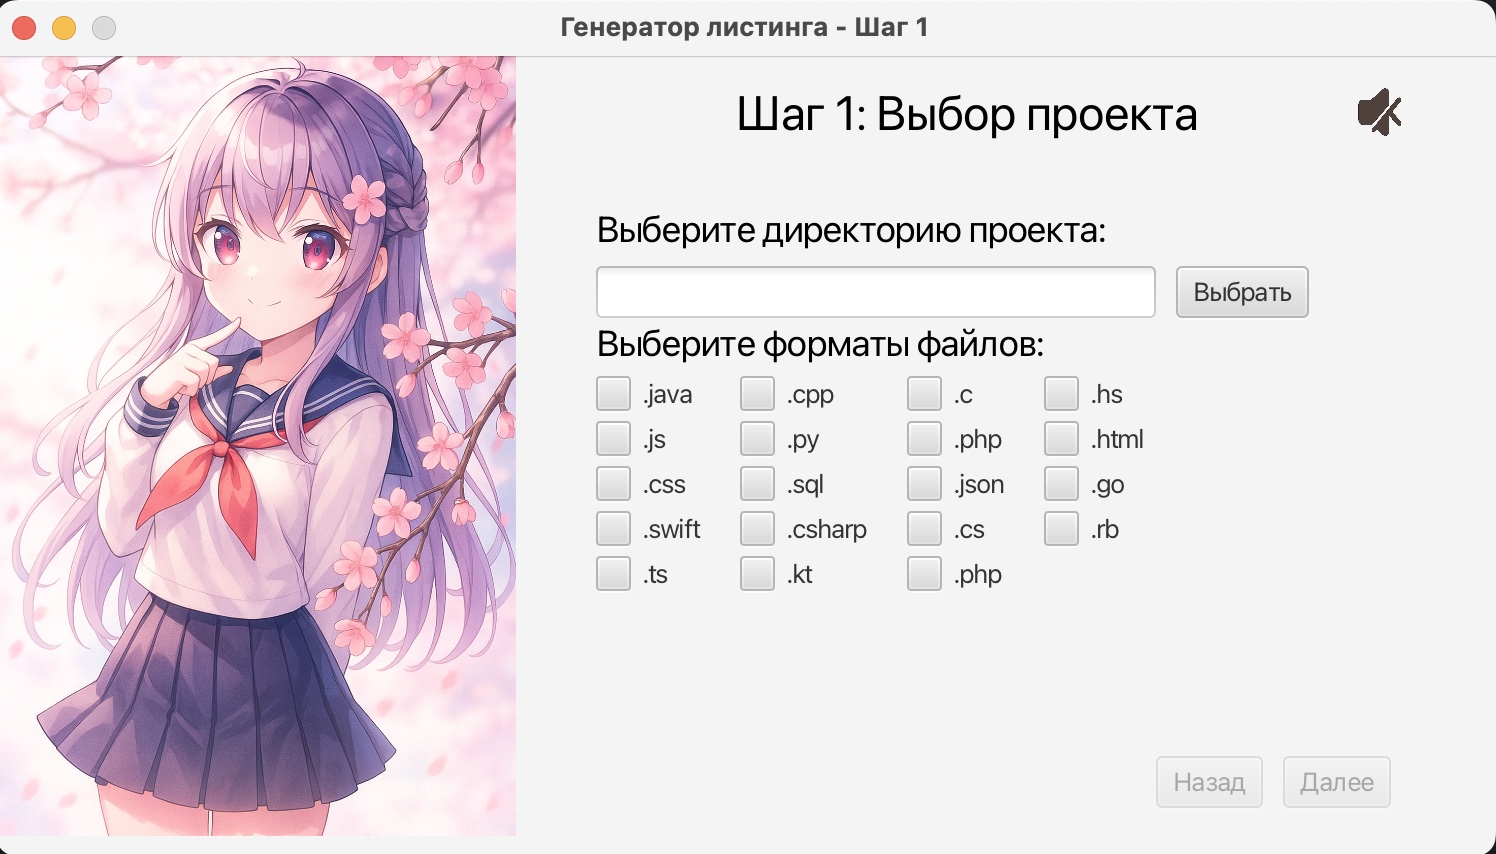 Генератор листинга - Шаг 1
Шаг 1: Выбор проекта
Выберите директорию проекта:
Выбрать
Выберите форматы файлов:
.java .cpp .c .hs
.js .py .php .html
.css .sql .json .go
.swift .csharp .cs .rb
.ts .kt .php
Назад Далее